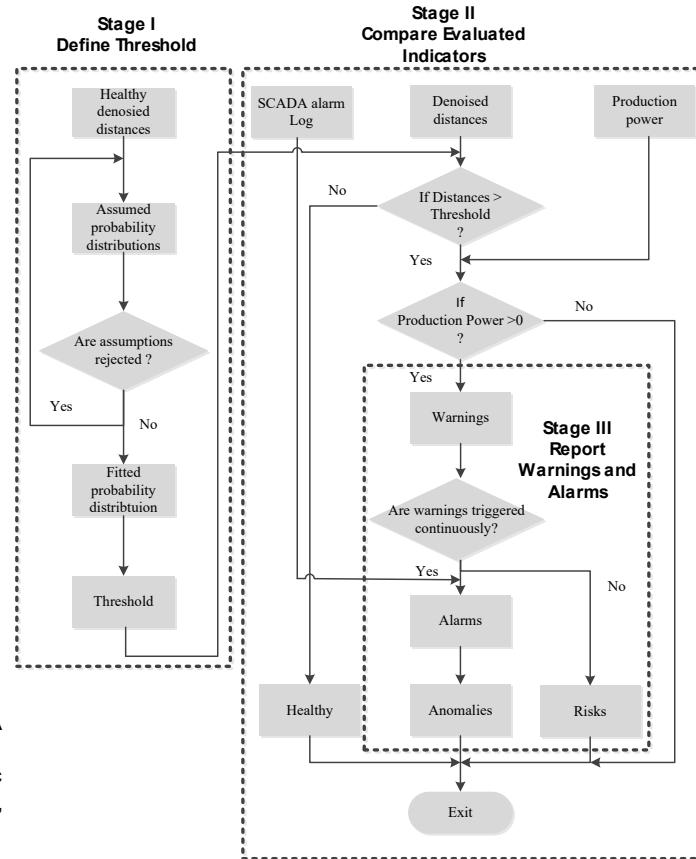 Stage I
Define Threshold
Healthy
denosied
distances
Assumed
probability
distributions
Are assumptions
rejected ?
Yes
No
Fitted
probability
distribtuion
Threshold
Stage II
Compare Evaluated
Indicators
SCADA alarm
Log
Denoised
distances
Production
power
If Distances >
Threshold
?
No
Yes
If
Production Power >0
?
No
Yes
Stage III
Report
Warnings and
Alarms
Warnings
Are warnings triggered
continuously?
Yes
No
Alarms
Healthy
Anomalies
Risks
Exit